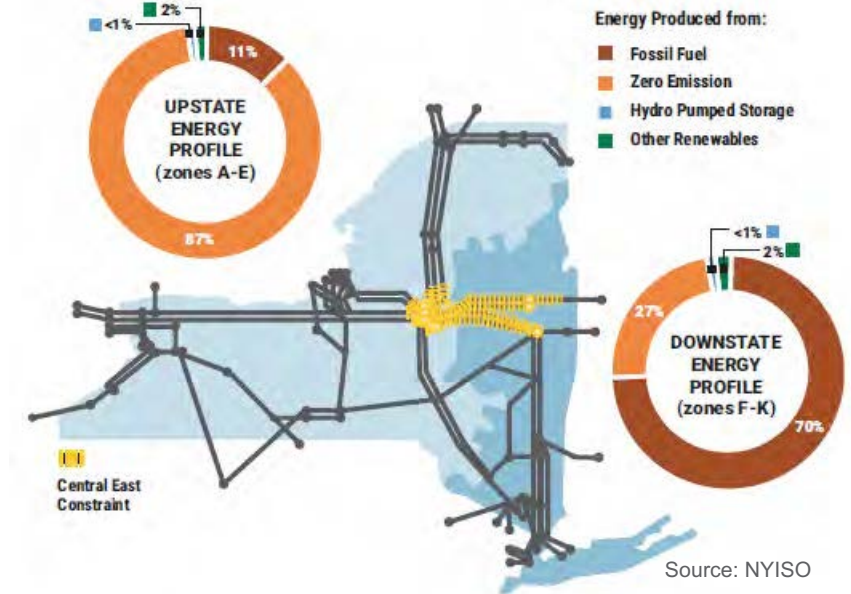 2%
<1%
11%
UPSTATE
ENERGY
PROFILE
(zones A-E)
87%
Energy Produced from:
Fossil Fuel
Zero Emission
Hydro Pumped Storage
Other Renewables
<1%
2%
27%
DOWNSTATE
ENERGY
PROFILE
(zones F-K)
70%
Central East
Constraint
Source: NYISO